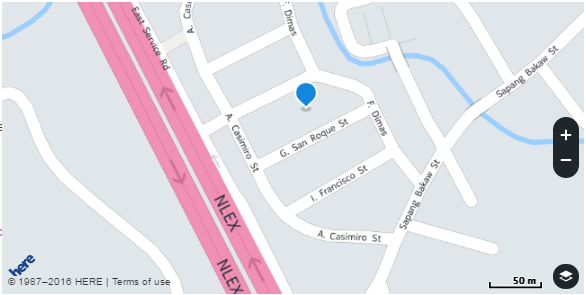 East Service Rd
A. Cas
F. Dimas
Sapang Bakaw St
A. Casimiro St
G. San Roque St
F. Dimas
I. Francisco St
Sapang Bakaw St
NLEX
A. Casimiro St
NLEX
+
−
here
© 1987–2016 HERE | Terms of use
50 m